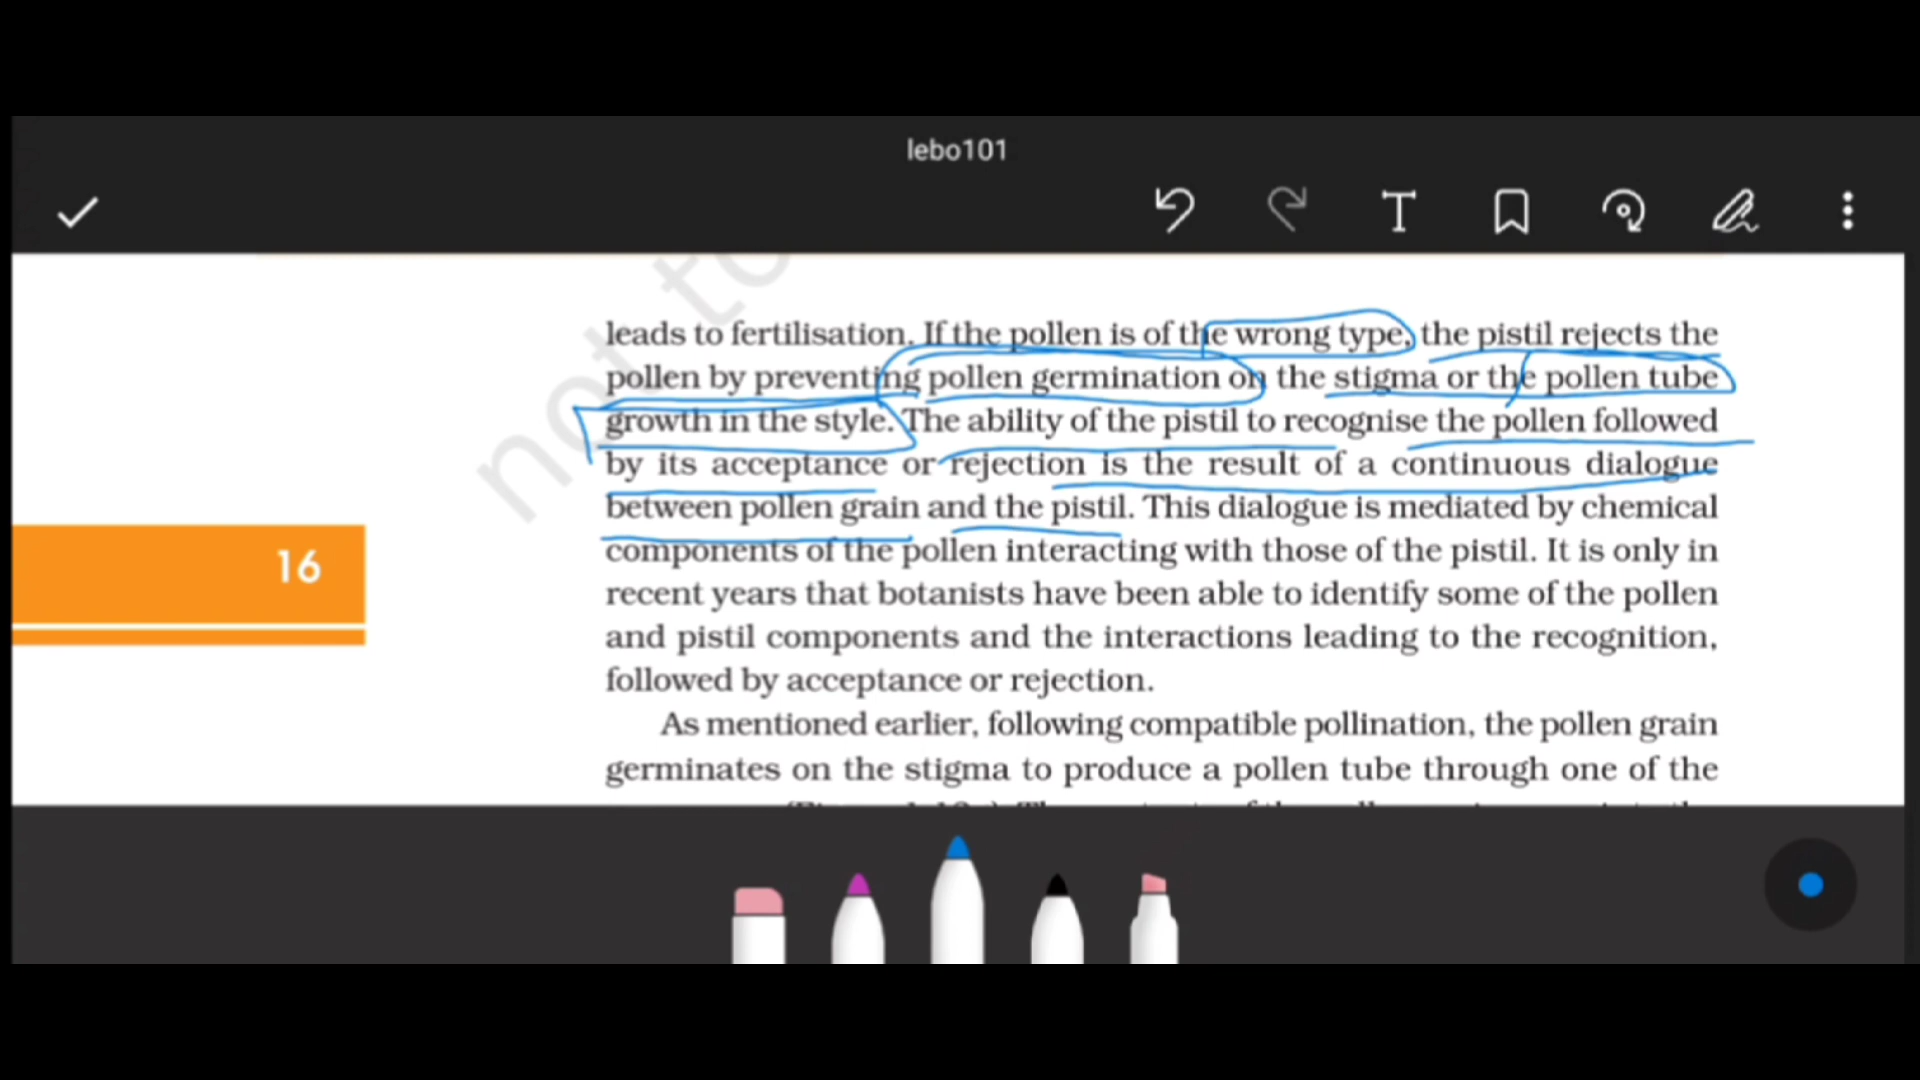 lebo101
not to
leads to fertilisation. If the pollen is of the wrong type, the pistil rejects the
pollen by preventing pollen germination on the stigma or the pollen tube
growth in the style. The ability of the pistil to recognise the pollen followed
by its acceptance or rejection is the result of a continuous dialogue
between pollen grain and the pistil. This dialogue is mediated by chemical
16
components of the pollen interacting with those of the pistil. It is only in
recent years that botanists have been able to identify some of the pollen
and pistil components and the interactions leading to the recognition,
followed by acceptance or rejection.
As mentioned earlier, following compatible pollination, the pollen grain
germinates on the stigma to produce a pollen tube through one of the